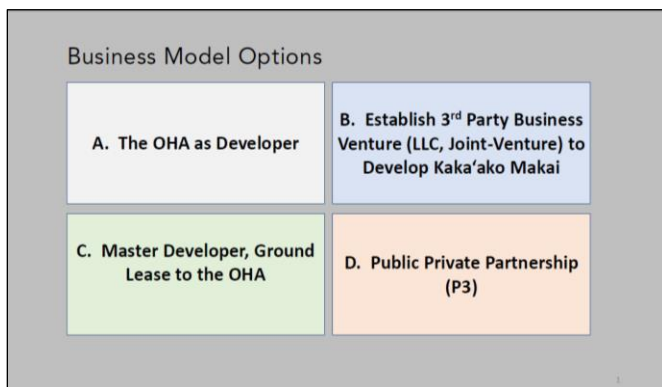 Business Model Options
A. The OHA as Developer
B. Establish 3rd Party Business
Venture (LLC, Joint-Venture) to
Develop Kaka‘ako Makai
C. Master Developer, Ground
Lease to the OHA
D. Public Private Partnership
(P3)